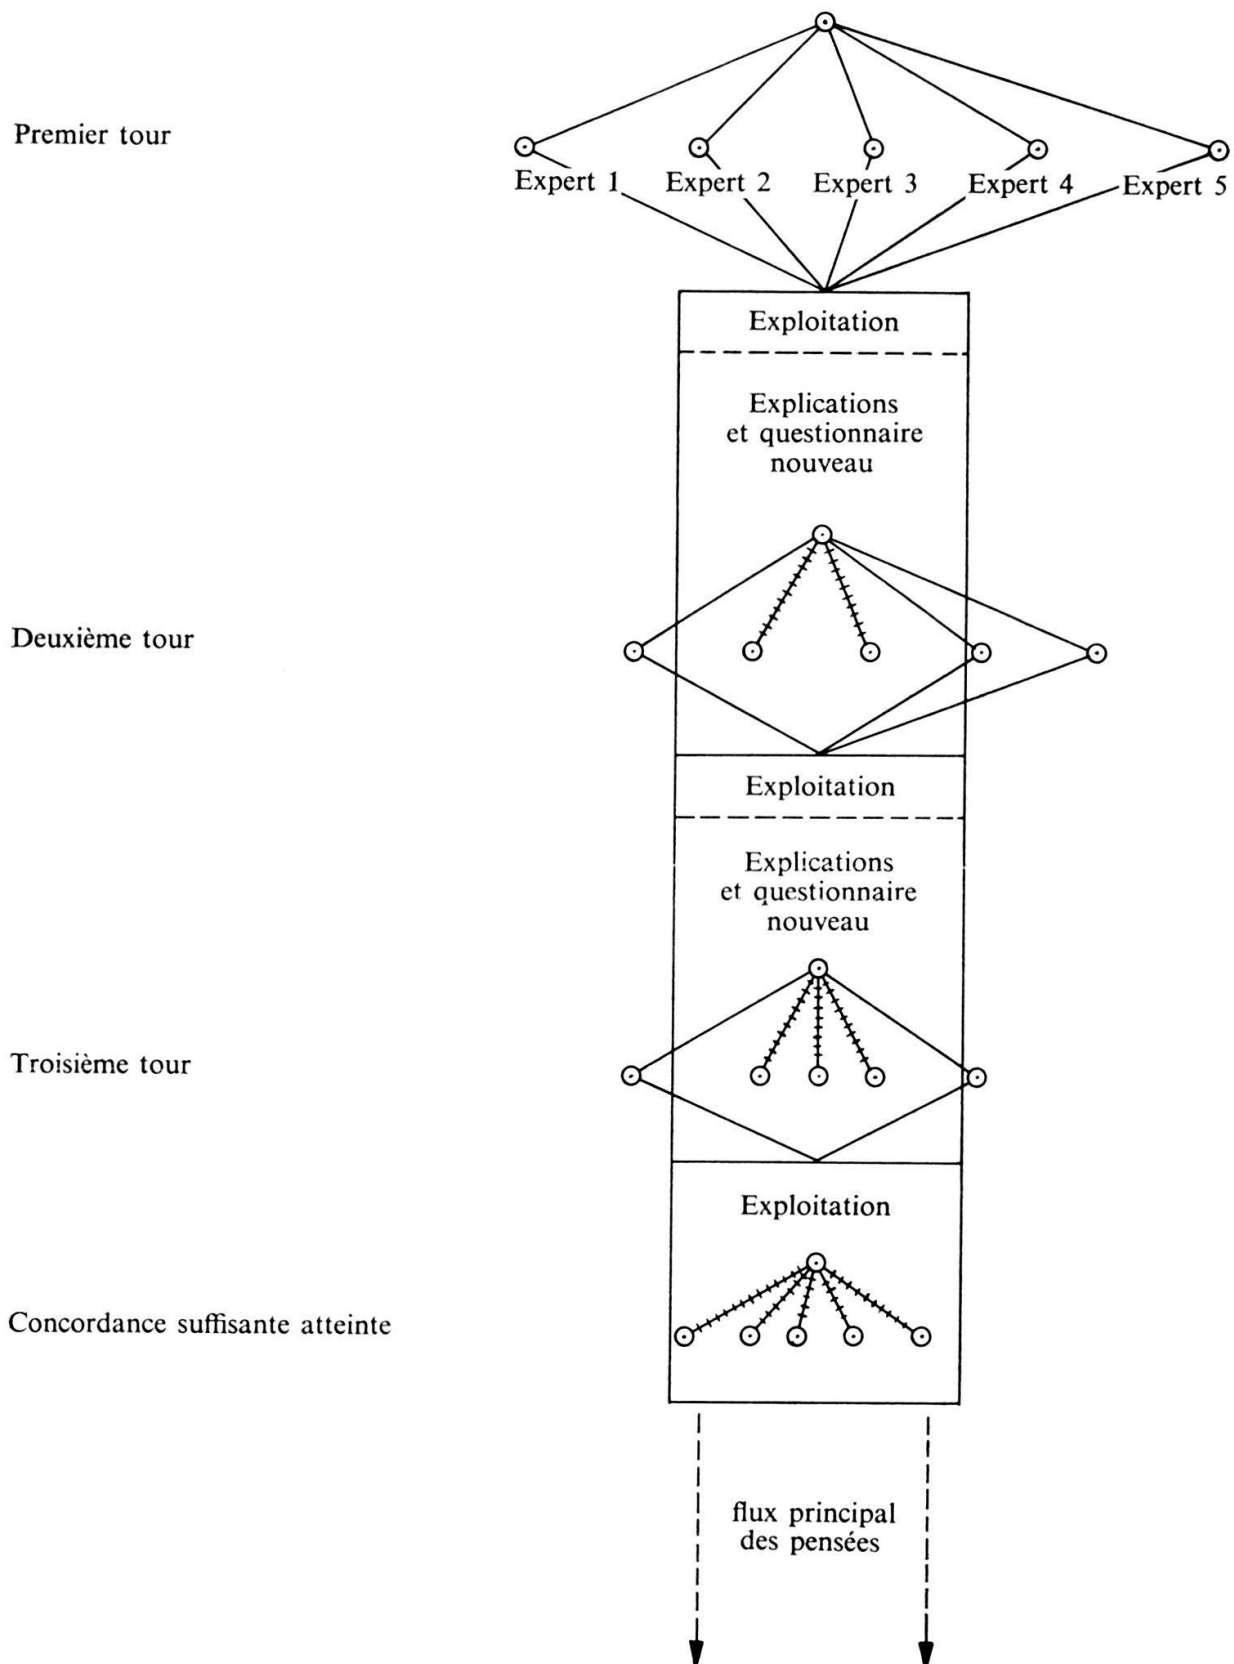 Premier tour
Expert 1 Expert 2 Expert 3 Expert 4 Expert 5
Exploitation
Explications
et questionnaire
nouveau
Deuxième tour
Exploitation
Explications
et questionnaire
nouveau
Troisième tour
Exploitation
Concordance suffisante atteinte
flux principal
des pensées